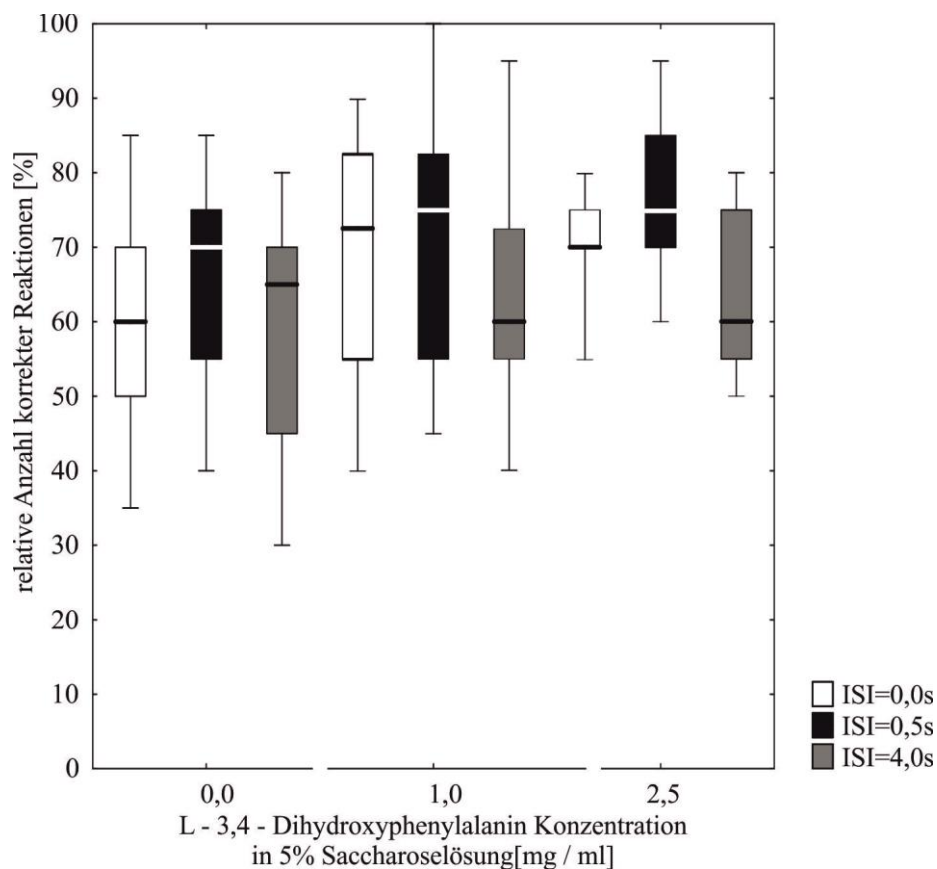 100
90
80
70
60
50
40
30
20
10
0
relative Anzahl korrekter Reaktionen [%]
0,0 1,0 2,5
L - 3,4 - Dihydroxyphenylalanin Konzentration
in 5% Saccharoselösung[mg / ml]
ISI=0,0s
ISI=0,5s
ISI=4,0s